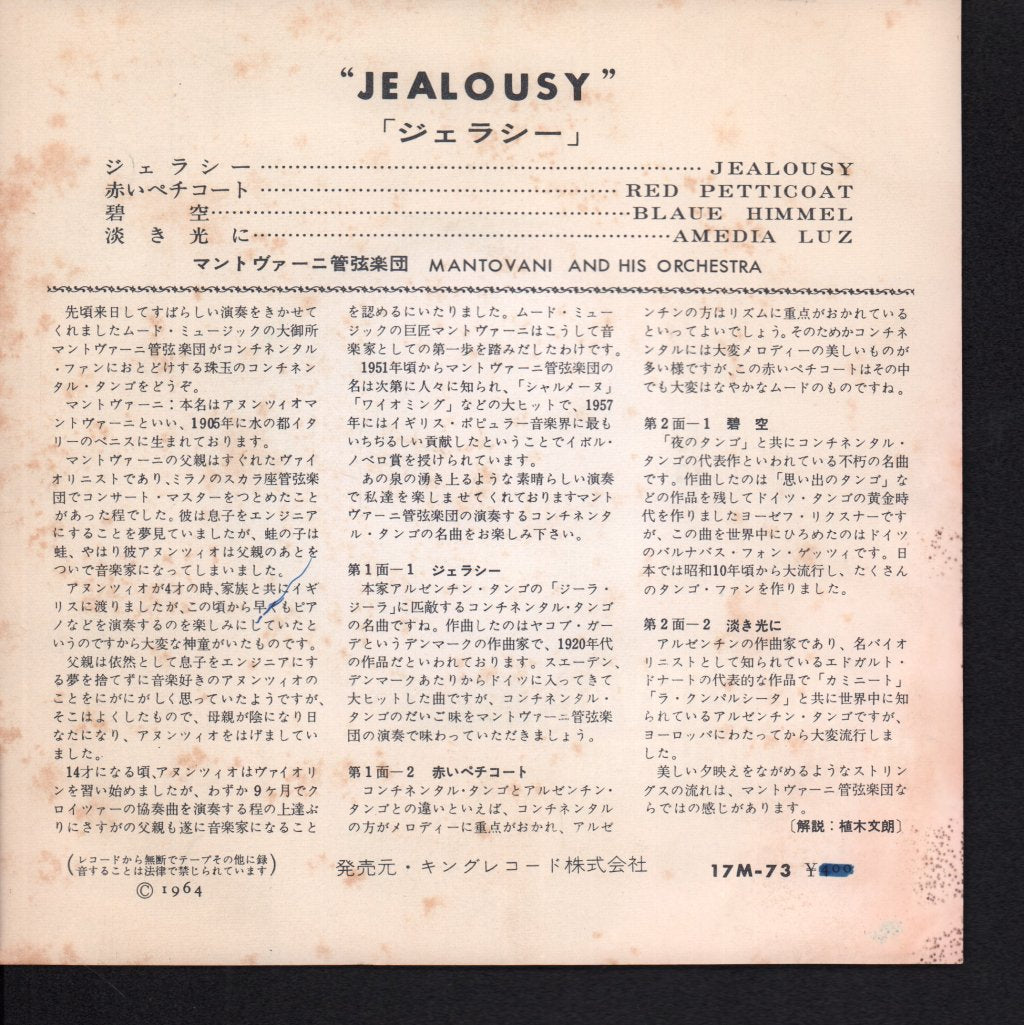 “JEALOUSY”
「ジェラシー」
ジェラシー…………JEALOUSY
赤いペチコート…………RED PETTICOAT
碧空…………BLAUE HIMMEL
淡き光に…………AMEDIA LUZ
マントヴァーニ管弦楽団 MANTOVANI AND HIS ORCHESTRA
先頃来日してすばらしい演奏をきかせて
くれましたムード・ミュージックの大御所
マントヴァーニ管弦楽団がコンチネンタル
・ファンにおとどけする珠玉のコンチネン
タル・タンゴをどうぞ。
マントヴァーニ：本名はアヌンツィオマ
ントヴァーニといい、1905年に水の都イタ
リーのベニスに生まれております。
マントヴァーニの父親はすぐれたヴァイ
オリニストであり、ミラノのスカラ座管弦楽
団でコンサート・マスターをつとめたこと
があった程でした。彼は息子をエンジニア
にすることを夢見ていましたが、蛙の子は
蛙、やはり彼アヌンツィオは父親のあとを
ついで音楽家になってしまいました。
アヌンツィオが4才の時、家族と共にイギ
リスに渡りましたが、この頃から早くもピア
ノなどを演奏するのを楽しみにしていたと
いうのですから大変な神童がいたものです。
父親は依然として息子をエンジニアにす
る夢を捨てずに音楽好きのアヌンツィオの
ことをにがにがしく思っていたようですが、
そこはよくしたもので、母親が陰になり日
なたになり、アヌンツィオをはげましてい
ました。
14才になる頃、アヌンツィオはヴァイオリ
ンを習い始めましたが、わずか9ヶ月でク
ロイツァーの協奏曲を演奏する程の上達ぶ
りにさすがの父親も遂に音楽家になること
を認めるにいたりました。ムード・ミュー
ジックの巨匠マントヴァーニはこうして音
楽家としての第一歩を踏みだしたわけです。
1951年頃からマントヴァーニ管弦楽団の
名は次第に人々に知られ、「シャルメーヌ」
「ワイオミング」などの大ヒットで、1957
年にはイギリス・ポピュラー音楽界に最も
いちぢるしい貢献したということでイボル・
ノベロ賞を授けられています。
あの泉の湧き上るような素晴らしい演奏
で私達を楽しませてくれておりますマント
ヴァーニ管弦楽団の演奏するコンチネンタ
ル・タンゴの名曲をお楽しみ下さい。
第1面—1 ジェラシー
本家アルゼンチン・タンゴの「ジーラ・
ジーラ」に匹敵するコンチネンタル・タンゴ
の名曲ですね。作曲したのはヤコブ・ガー
デというデンマークの作曲家で、1920年代
の作品だといわれております。スエーデン、
デンマークあたりからドイツに入ってきて
大ヒットした曲ですが、コンチネンタル・
タンゴのだいご味をマントヴァーニ管弦楽
団の演奏で味わっていただきましょう。
第1面—2 赤いペチコート
コンチネンタル・タンゴとアルゼンチン・
タンゴとの違いといえば、コンチネンタル
の方がメロディーに重点がおかれ、アルゼ
ンチンの方はリズムに重点がおかれている
といってよいでしょう。そのためかコンチネ
ンタルには大変メロディーの美しいものが
多い様ですが、この赤いペチコートはその中
でも大変はなやかなムードのものですね。
第2面—1 碧空
「夜のタンゴ」と共にコンチネンタル・
タンゴの代表作といわれている不朽の名曲
です。作曲したのは「思い出のタンゴ」な
どの作品を残してドイツ・タンゴの黄金時
代を作りましたヨーゼフ・リクスナーです
が、この曲を世界中にひろめたのはドイツ
のバルナバス・フォン・ゲッツィです。日
本では昭和10年頃から大流行し、たくさん
のタンゴ・ファンを作りました。
第2面—2 淡き光に
アルゼンチンの作曲家であり、名バイオ
リニストとして知られているエドガルト・
ドナートの代表的な作品で「カミニート」
「ラ・クンパルシータ」と共に世界中に知
られているアルゼンチン・タンゴですが、
ヨーロッパにわたってから大変流行しま
した。
美しい夕映えをながめるようなストリン
グスの流れは、マントヴァーニ管弦楽団な
らではの感じがあります。
〔解説：植木文朗〕
（レコードから無断でテープその他に録
音することは法律で禁じられています）
© 1964
発売元・キングレコード株式会社
17M-73 ¥400